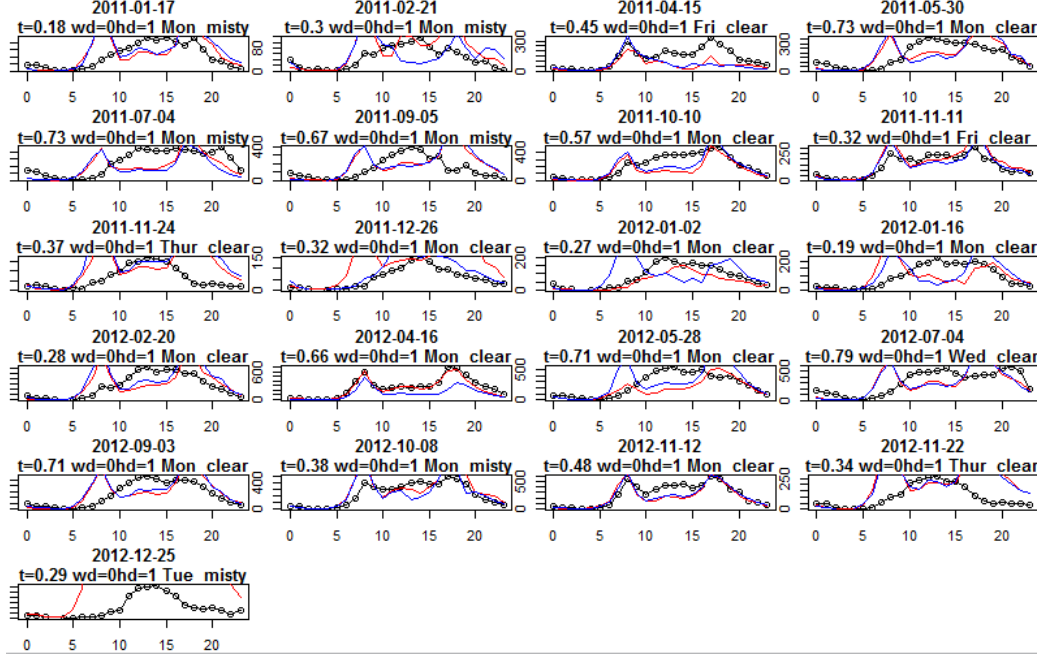 2011-01-17 2011-02-21 2011-04-15 2011-05-30
t=0.18 wd=0hd=1 Mon misty t=0.3 wd=0hd=1 Mon misty t=0.45 wd=0hd=1 Fri clear t=0.73 wd=0hd=1 Mon clear
0 80 0 300 0 300
0 5 10 15 20 0 5 10 15 20 0 5 10 15 20 0 5 10 15 20
2011-07-04 2011-09-05 2011-10-10 2011-11-11
t=0.73 wd=0hd=1 Mon misty t=0.67 wd=0hd=1 Mon misty t=0.57 wd=0hd=1 Mon clear t=0.32 wd=0hd=1 Fri clear
0 400 0 400 0 250
0 5 10 15 20 0 5 10 15 20 0 5 10 15 20 0 5 10 15 20
2011-11-24 2011-12-26 2012-01-02 2012-01-16
t=0.37 wd=0hd=1 Thur clear t=0.32 wd=0hd=1 Mon clear t=0.27 wd=0hd=1 Mon clear t=0.19 wd=0hd=1 Mon clear
0 150 0 200 0 200
0 5 10 15 20 0 5 10 15 20 0 5 10 15 20 0 5 10 15 20
2012-02-20 2012-04-16 2012-05-28 2012-07-04
t=0.28 wd=0hd=1 Mon clear t=0.66 wd=0hd=1 Mon clear t=0.71 wd=0hd=1 Mon clear t=0.79 wd=0hd=1 Wed clear
0 600 0 500 0 500
0 5 10 15 20 0 5 10 15 20 0 5 10 15 20 0 5 10 15 20
2012-09-03 2012-10-08 2012-11-12 2012-11-22
t=0.71 wd=0hd=1 Mon clear t=0.38 wd=0hd=1 Mon misty t=0.48 wd=0hd=1 Mon clear t=0.34 wd=0hd=1 Thur clear
0 400 0 500 0 250
0 5 10 15 20 0 5 10 15 20 0 5 10 15 20 0 5 10 15 20
2012-12-25
t=0.29 wd=0hd=1 Tue misty
0 5 10 15 20